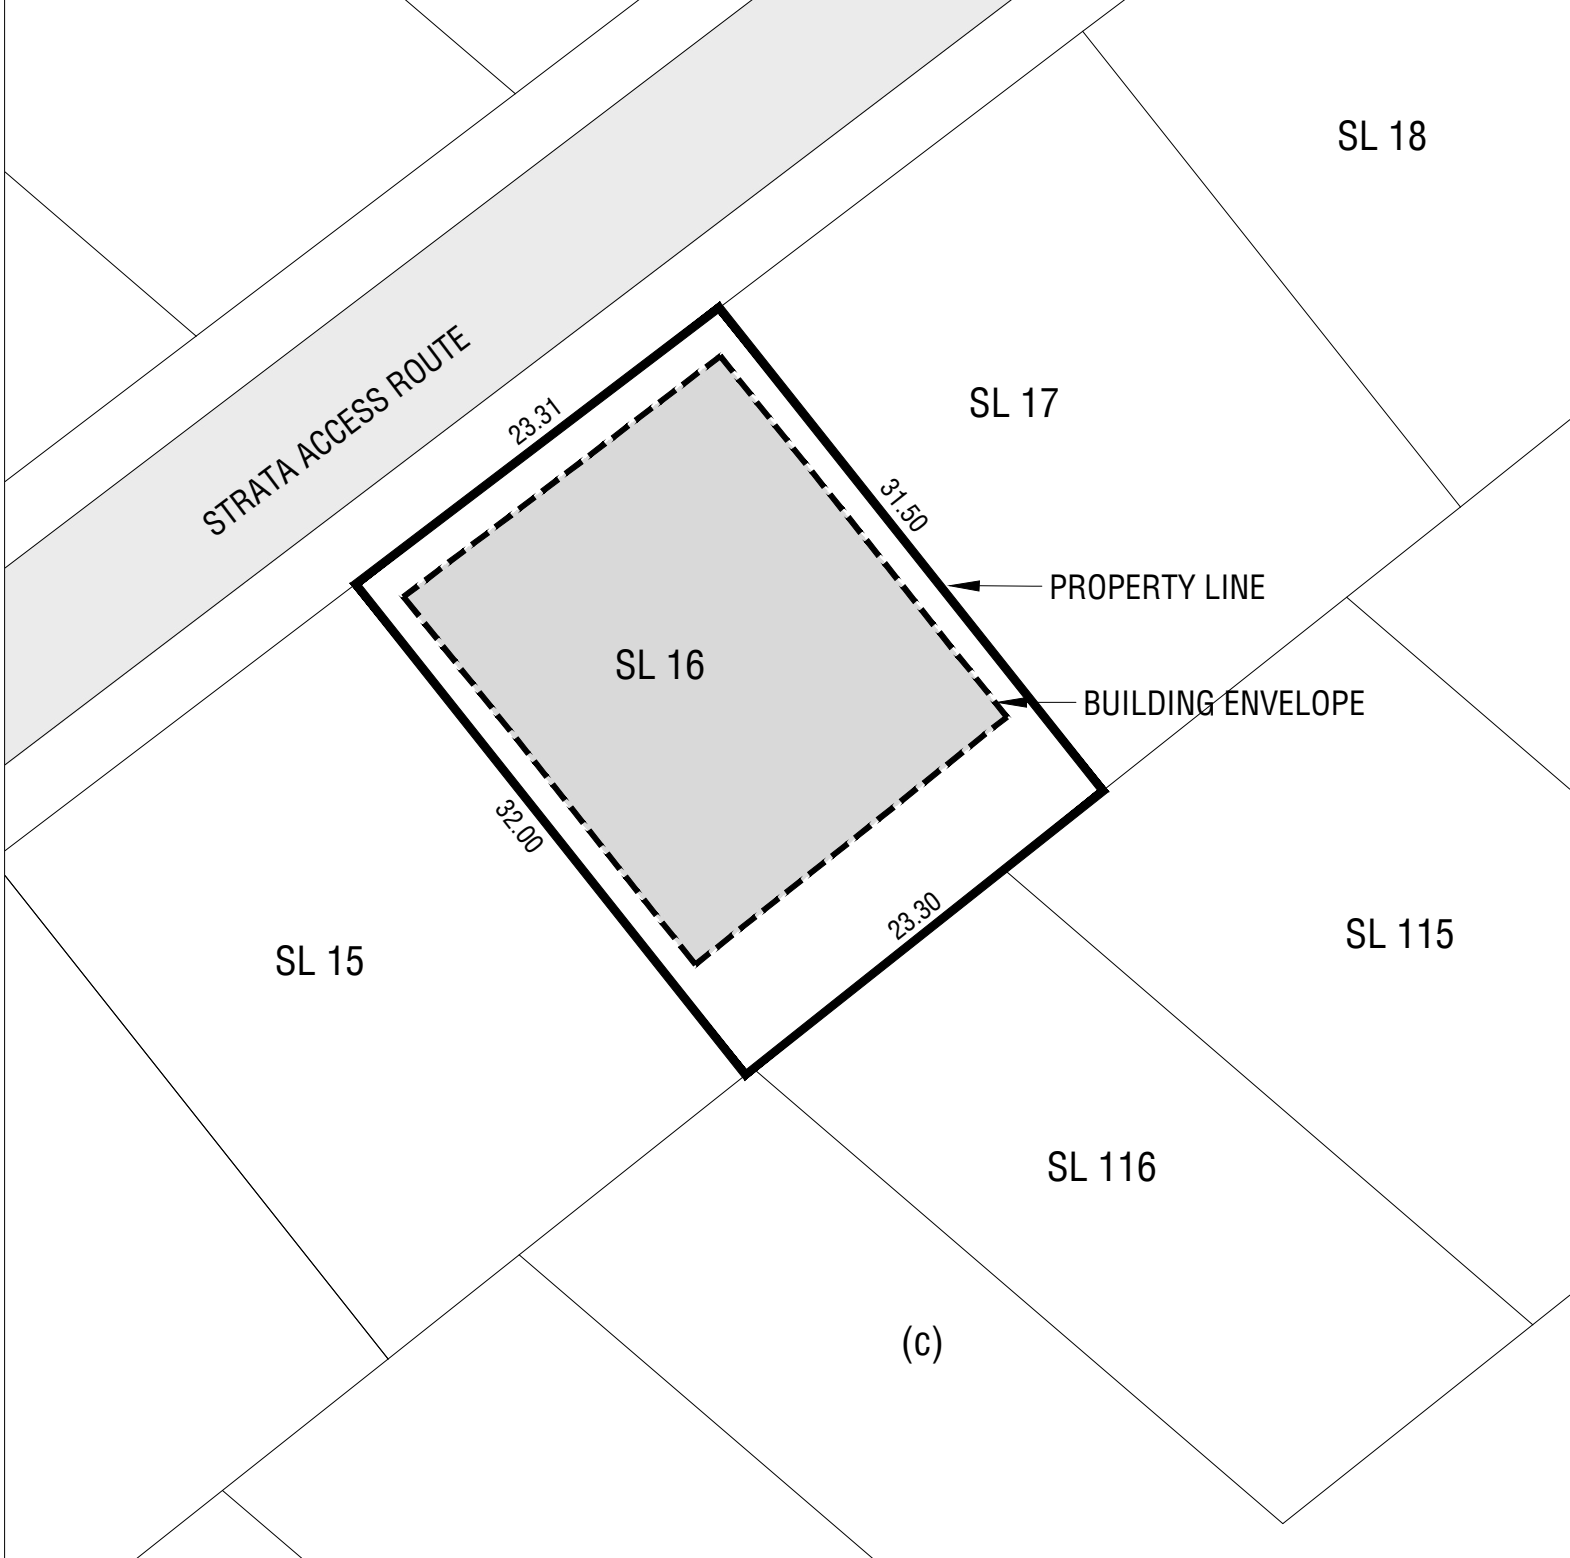 SL 18
STRATA ACCESS ROUTE
23.31
SL 17
31.50
PROPERTY LINE
SL 16
BUILDING ENVELOPE
32.00
23.30
SL 15
SL 115
SL 116
(c)